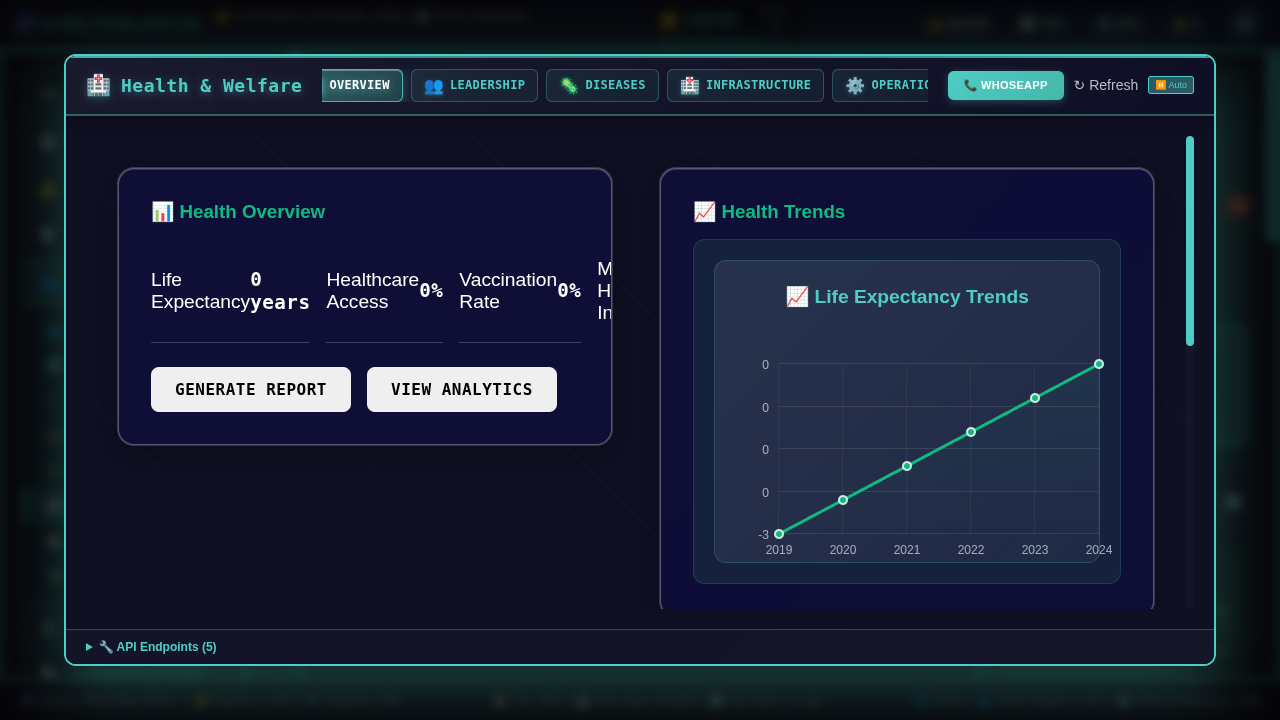 🏥 Health & Welfare
OVERVIEW
👥 LEADERSHIP
🦠 DISEASES
🏥 INFRASTRUCTURE
⚙️ OPERATIC
📞 WHOSEAPP
↻ Refresh
⏸️ Auto
📊 Health Overview
Life Expectancy
0 years
Healthcare Access
0%
Vaccination Rate
0%
GENERATE REPORT
VIEW ANALYTICS
📈 Health Trends
📈 Life Expectancy Trends
0
0
0
0
-3
2019 2020 2021 2022 2023 2024
▶ 🔧 API Endpoints (5)